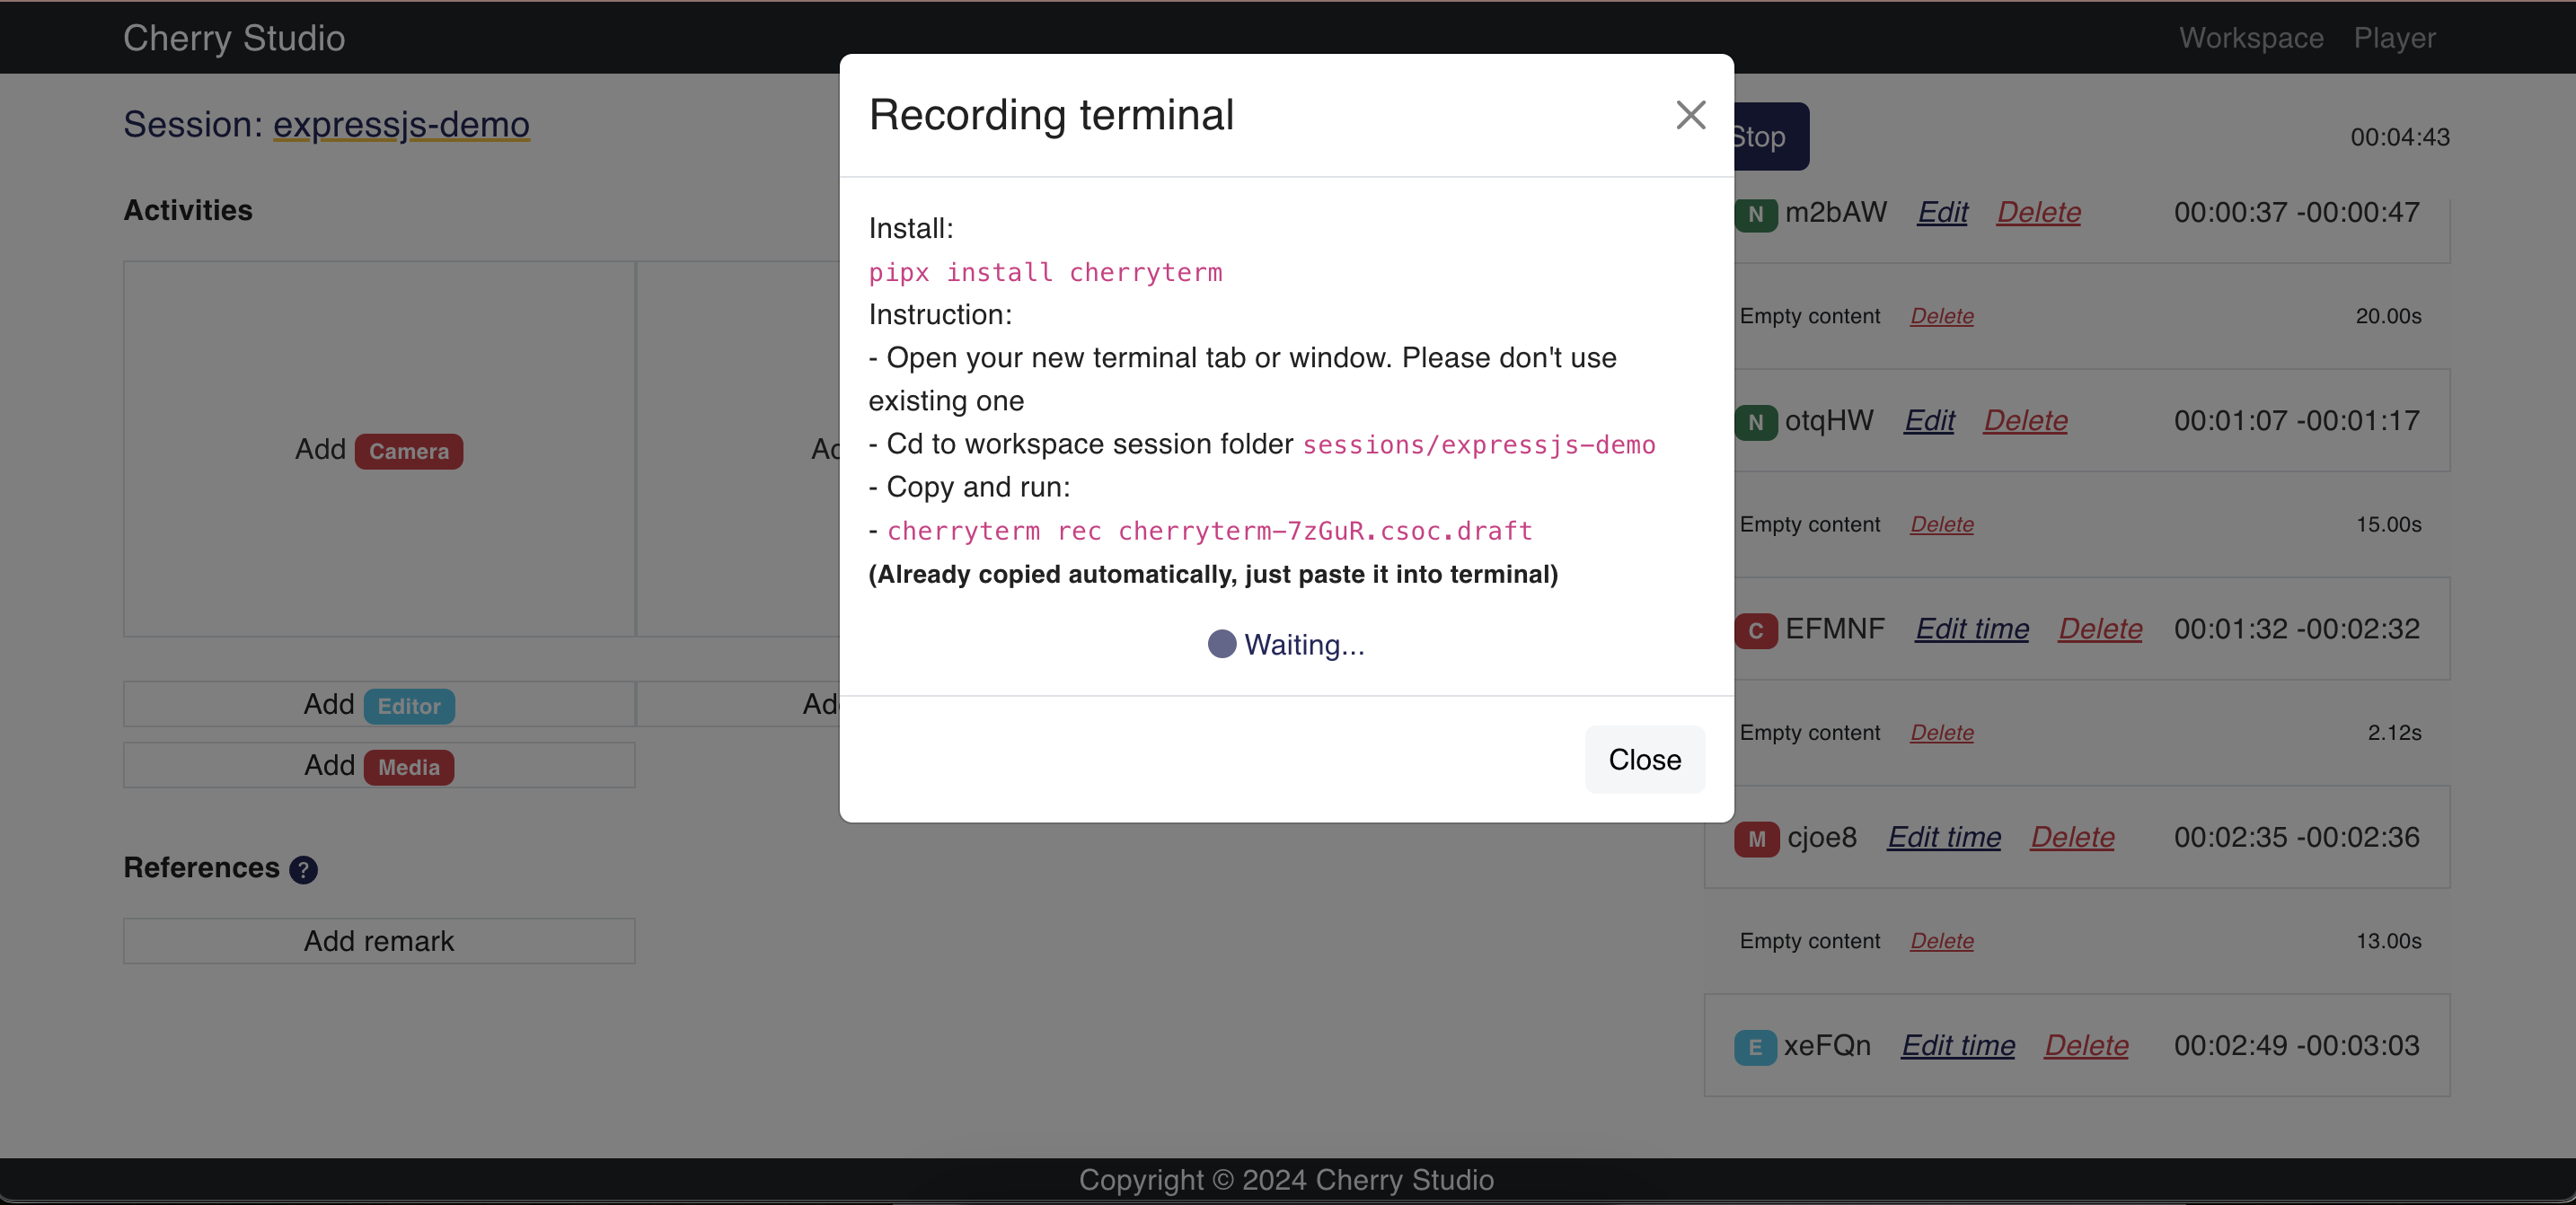 Cherry Studio
Workspace Player
Session: expressjs-demo
Activities
Add Camera
Add Editor
Add Media
References ?
Add remark
Recording terminal
Install:
pipx install cherryterm
Instruction:
- Open your new terminal tab or window. Please don't use
existing one
- Cd to workspace session folder sessions/expressjs-demo
- Copy and run:
- cherryterm rec cherryterm-7zGuR.csoc.draft
(Already copied automatically, just paste it into terminal)
Waiting...
Close
Stop 00:04:43
N m2bAW Edit Delete 00:00:37 -00:00:47
Empty content Delete 20.00s
N otqHW Edit Delete 00:01:07 -00:01:17
Empty content Delete 15.00s
C EFMNF Edit time Delete 00:01:32 -00:02:32
Empty content Delete 2.12s
M cjoe8 Edit time Delete 00:02:35 -00:02:36
Empty content Delete 13.00s
E xeFQn Edit time Delete 00:02:49 -00:03:03
Copyright © 2024 Cherry Studio